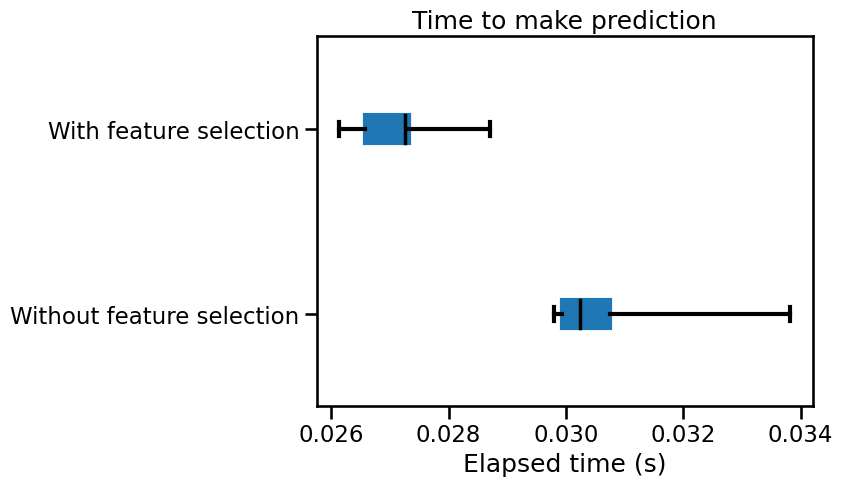 Time to make prediction
With feature selection
Without feature selection
0.026 0.028 0.030 0.032 0.034
Elapsed time (s)